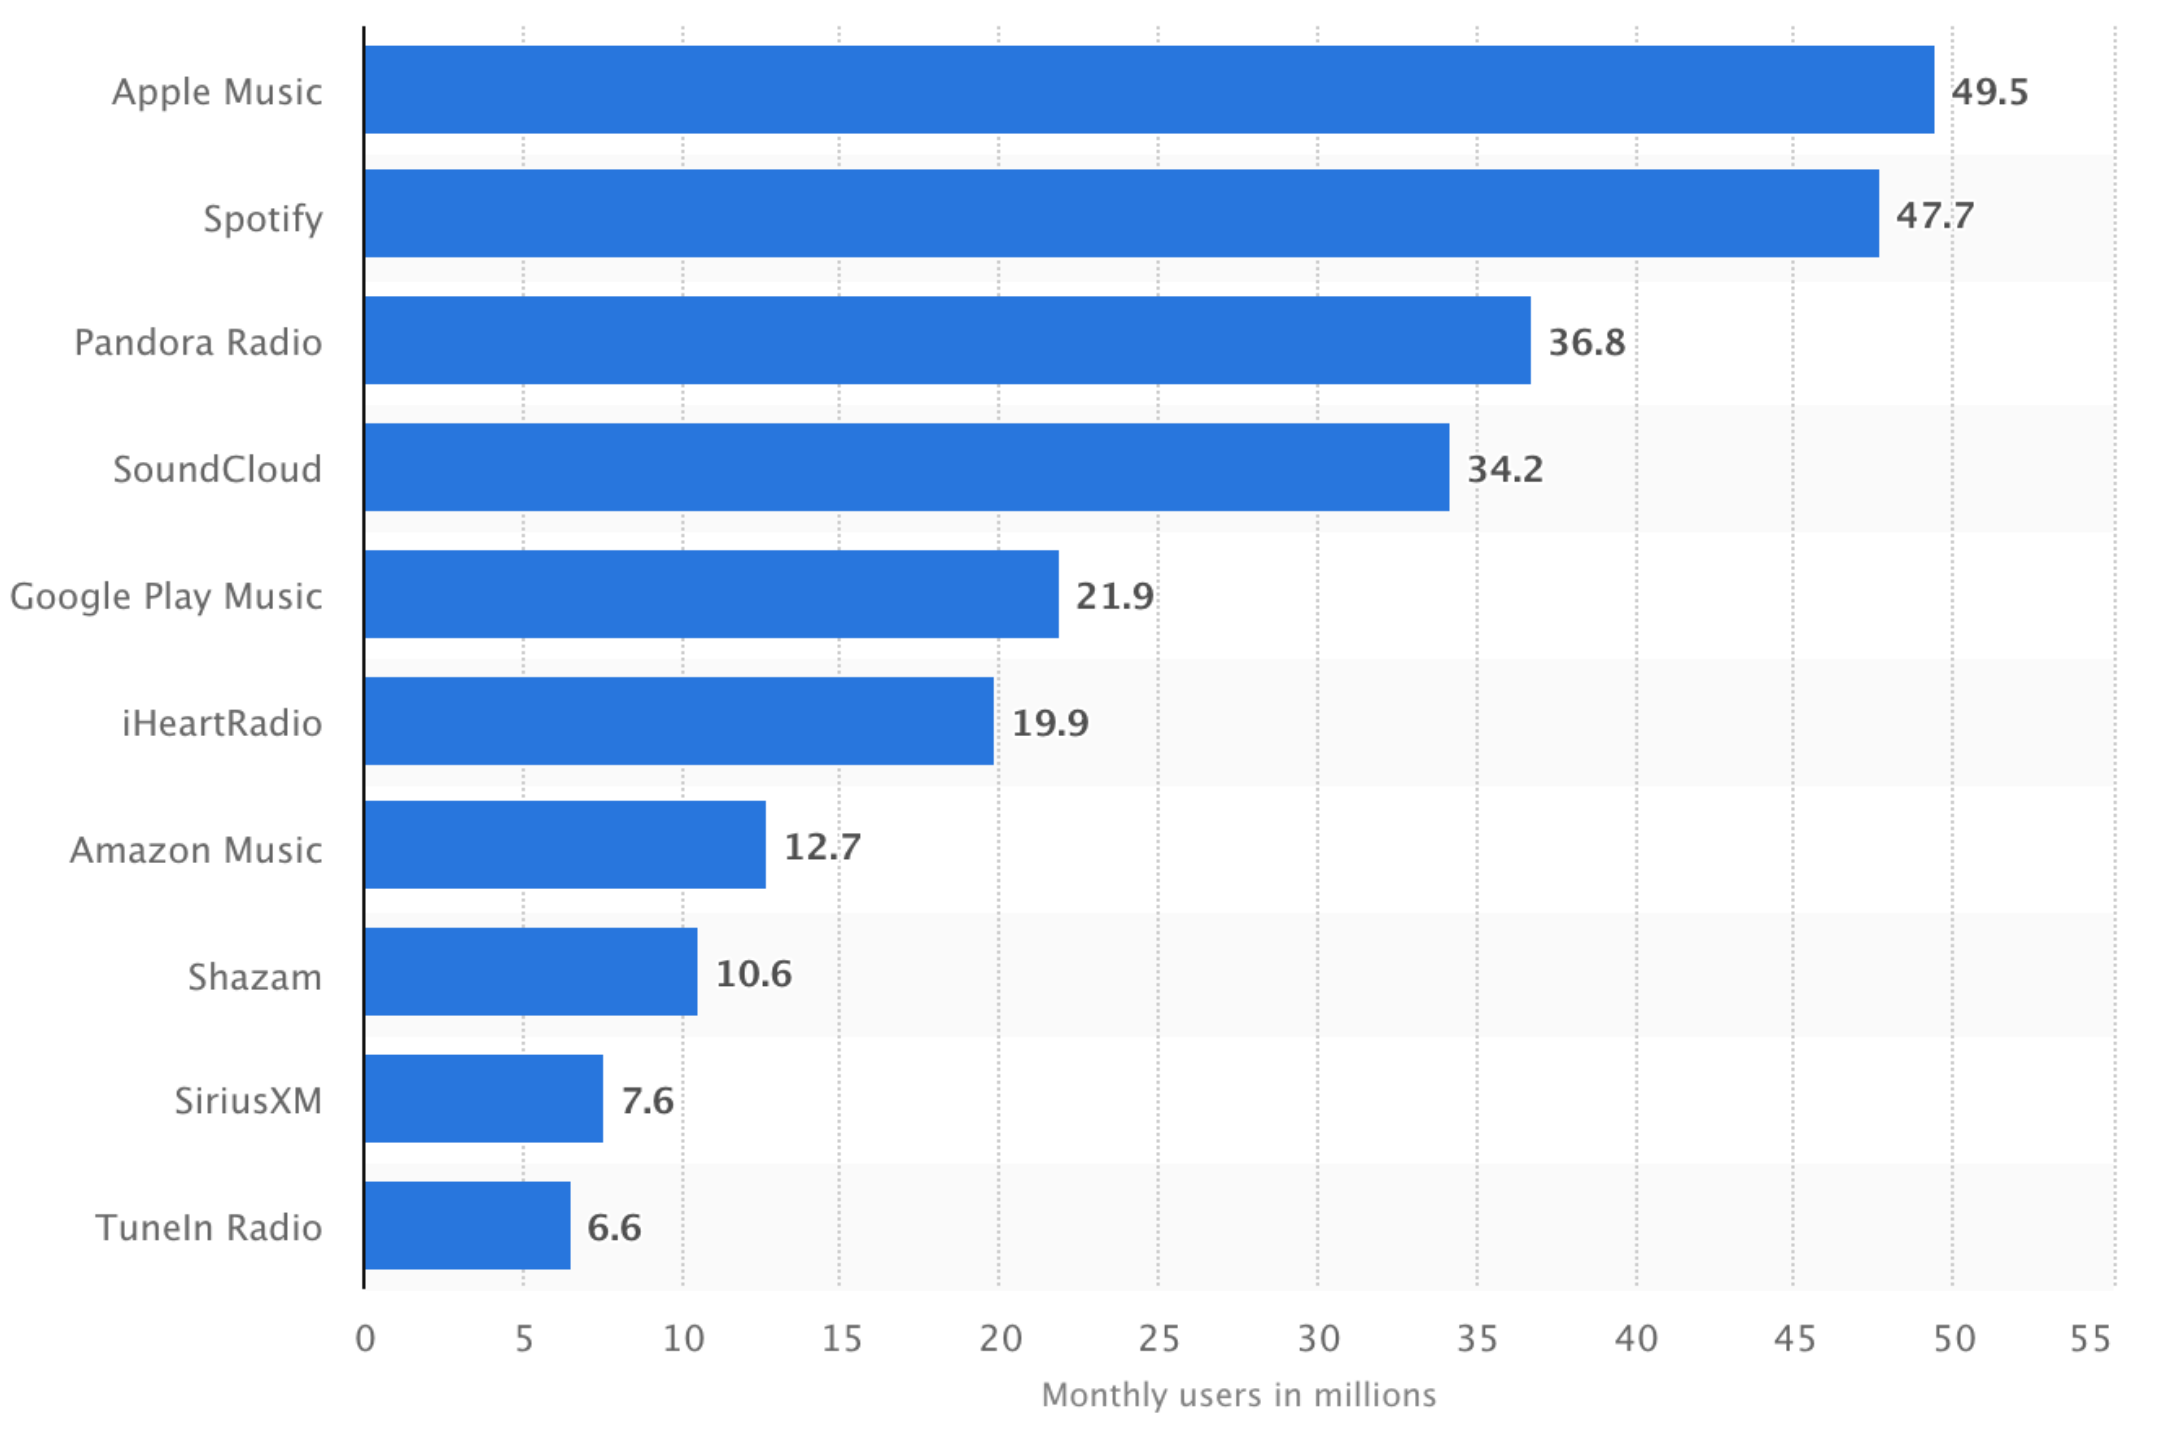 Apple Music 49.5
Spotify 47.7
Pandora Radio 36.8
SoundCloud 34.2
Google Play Music 21.9
iHeartRadio 19.9
Amazon Music 12.7
Shazam 10.6
SiriusXM 7.6
TuneIn Radio 6.6
0 5 10 15 20 25 30 35 40 45 50 55
Monthly users in millions